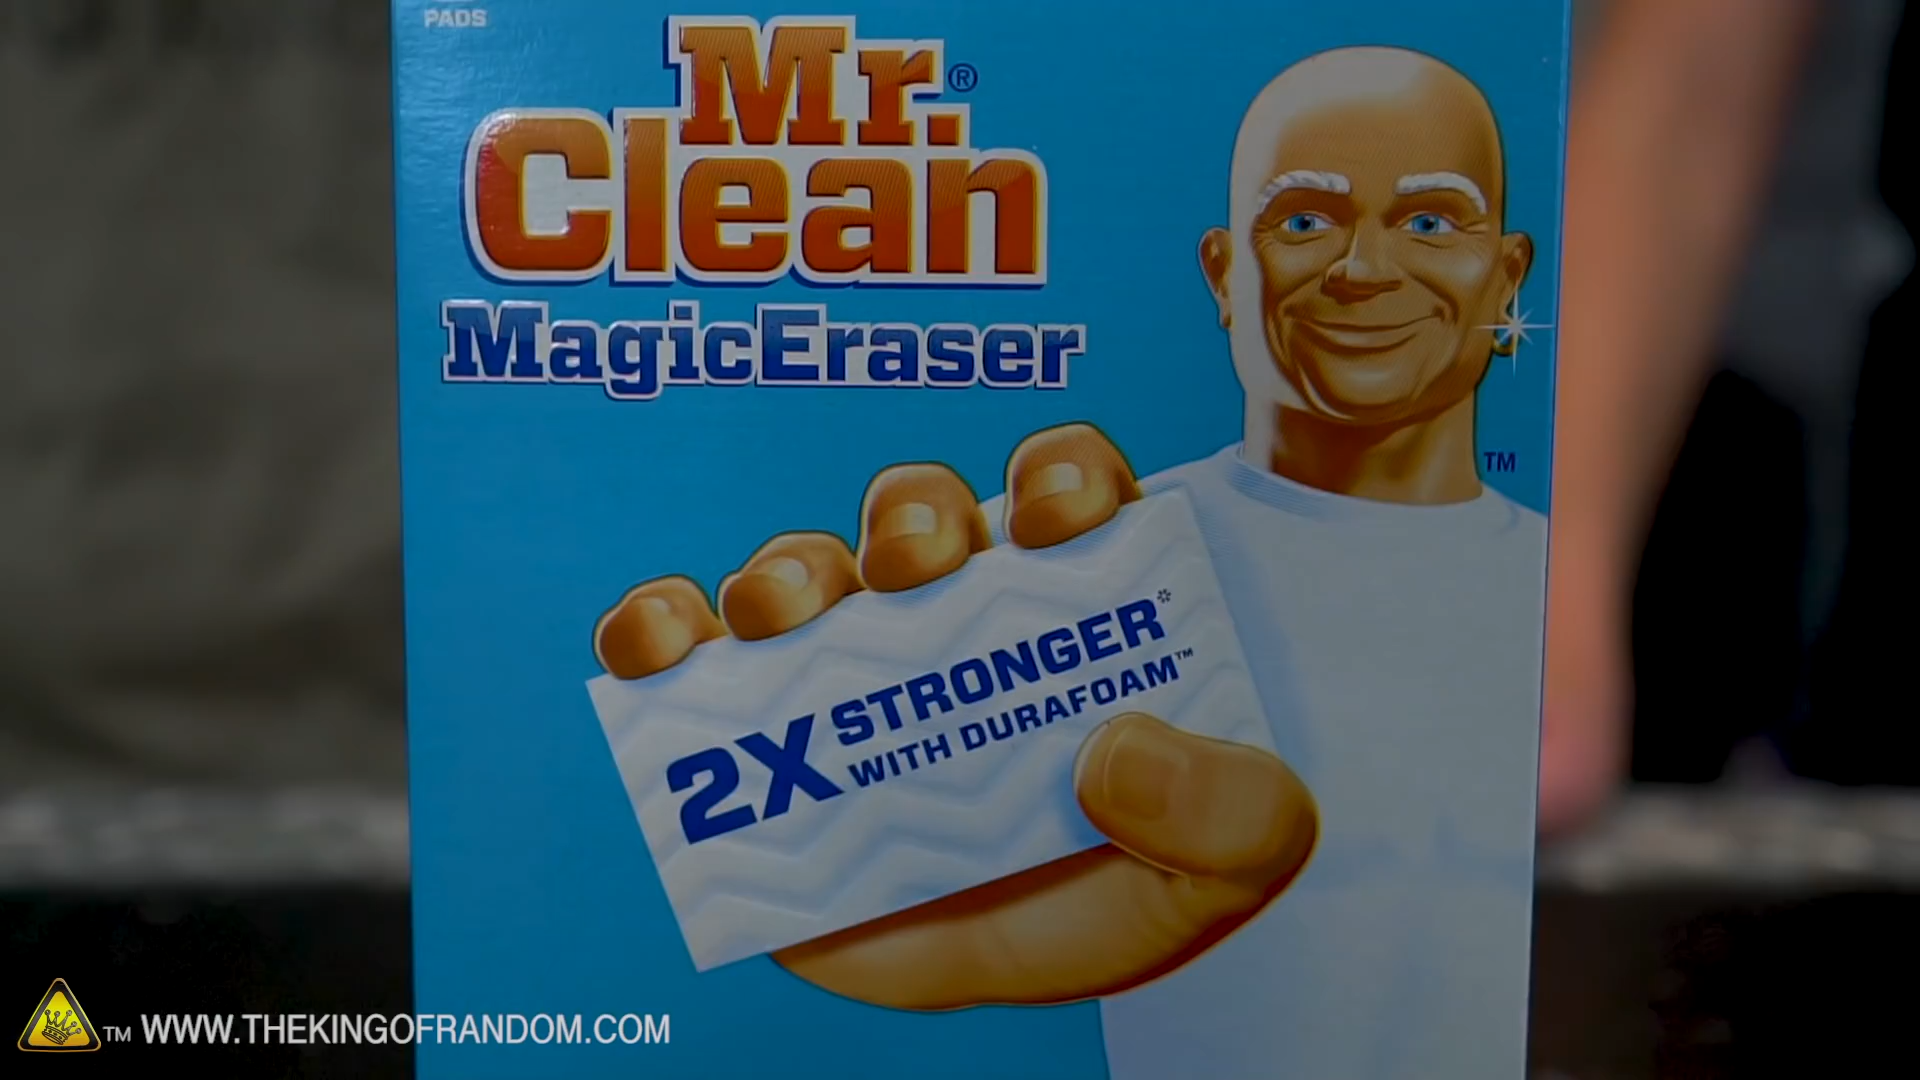 PADS
Mr.®
Clean
MagicEraser
TM
2X STRONGER*
WITH DURAFOAM™
TM WWW.THEKINGOFRANDOM.COM